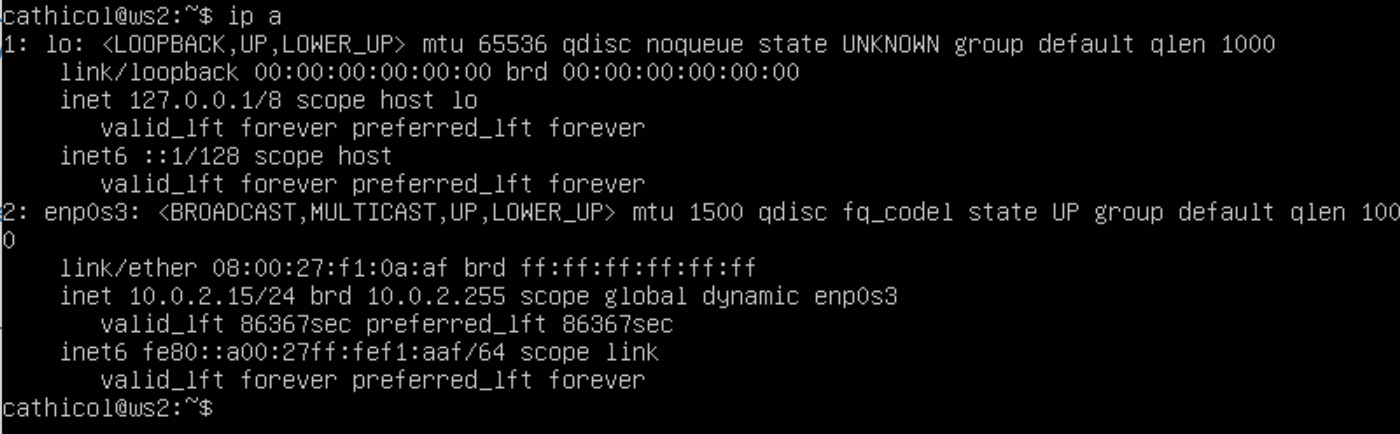 cathicol@ws2:~$ ip a
1: lo: <LOOPBACK,UP,LOWER_UP> mtu 65536 qdisc noqueue state UNKNOWN group default qlen 1000
    link/loopback 00:00:00:00:00:00 brd 00:00:00:00:00:00
    inet 127.0.0.1/8 scope host lo
       valid_lft forever preferred_lft forever
    inet6 ::1/128 scope host
       valid_lft forever preferred_lft forever
2: enp0s3: <BROADCAST,MULTICAST,UP,LOWER_UP> mtu 1500 qdisc fq_codel state UP group default qlen 100
0
    link/ether 08:00:27:f1:0a:af brd ff:ff:ff:ff:ff:ff
    inet 10.0.2.15/24 brd 10.0.2.255 scope global dynamic enp0s3
       valid_lft 86367sec preferred_lft 86367sec
    inet6 fe80::a00:27ff:fef1:aaf/64 scope link
       valid_lft forever preferred_lft forever
cathicol@ws2:~$